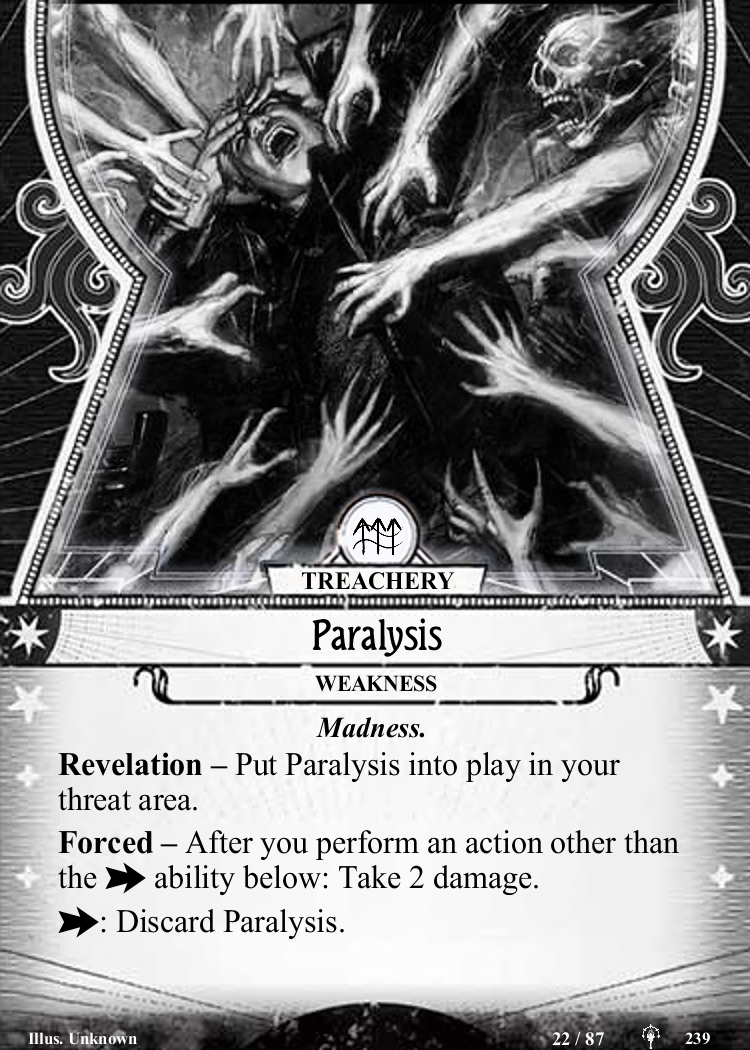 TREACHERY
Paralysis
WEAKNESS
Madness.
Revelation – Put Paralysis into play in your
threat area.
Forced – After you perform an action other than
the ability below: Take 2 damage.
: Discard Paralysis.
Illus. Unknown 22 / 87 239